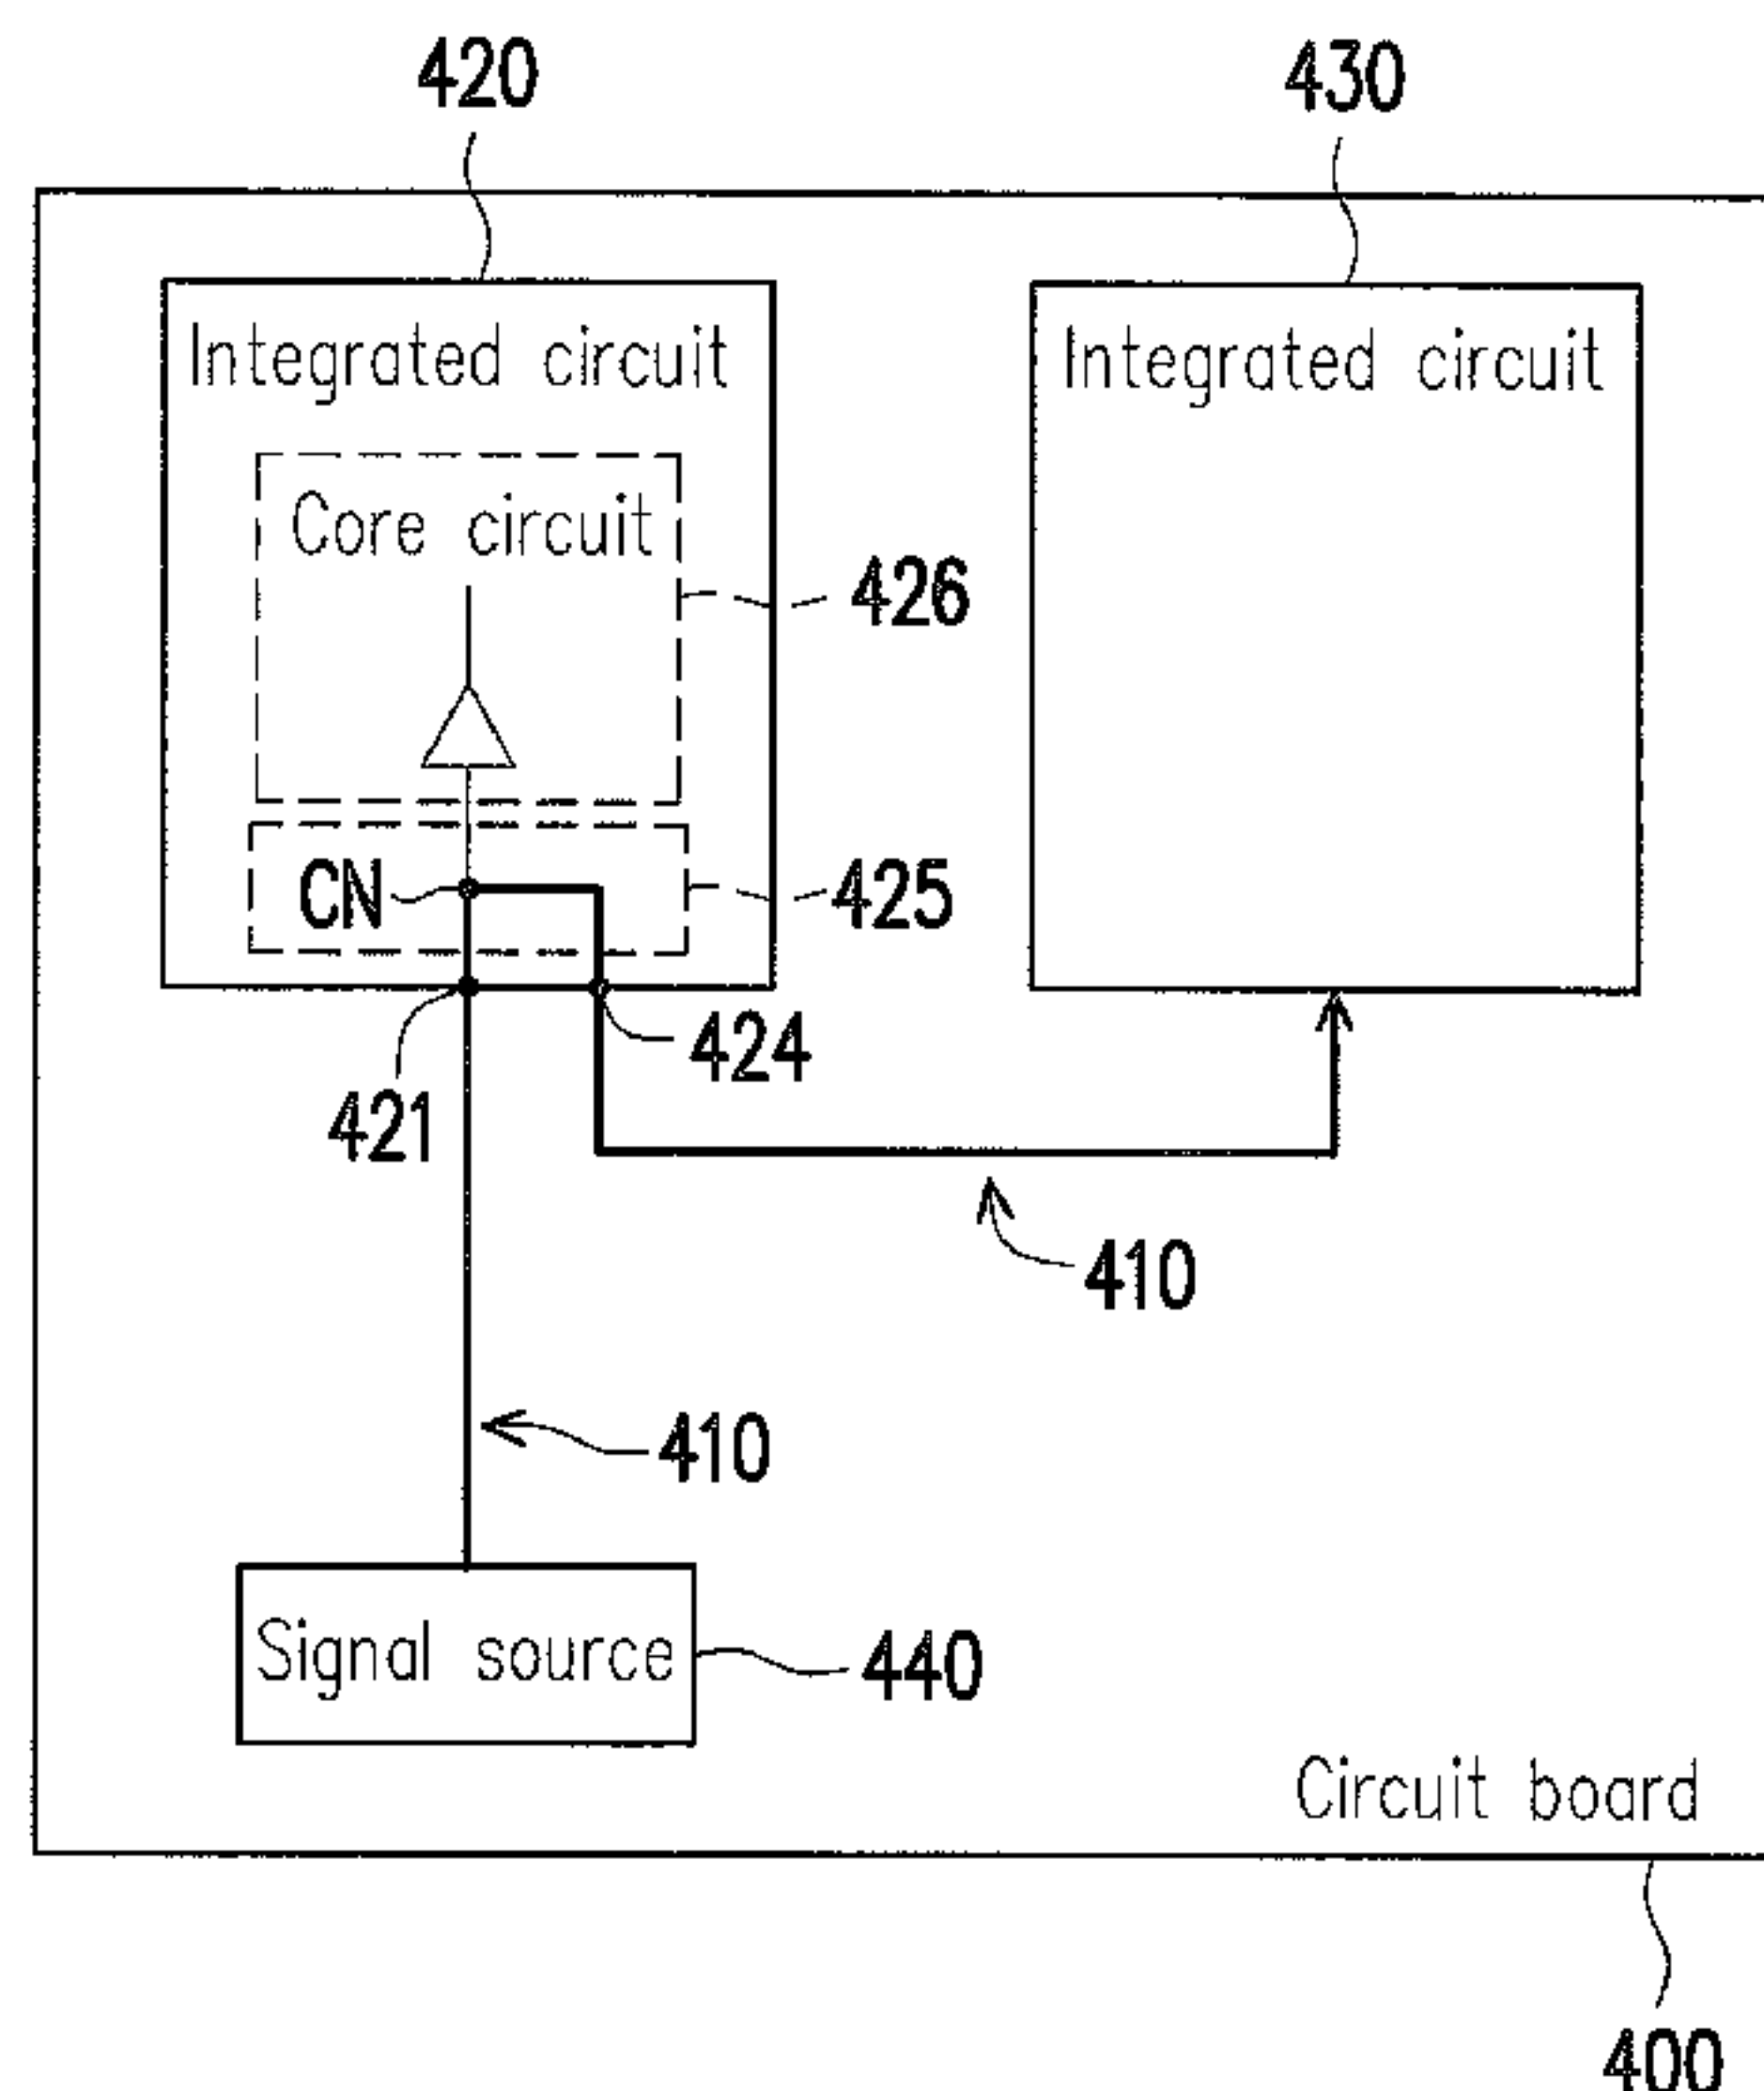 420
430
Integrated circuit
Integrated circuit
Core circuit
426
CN
425
424
421
410
410
Signal source
440
Circuit board
400